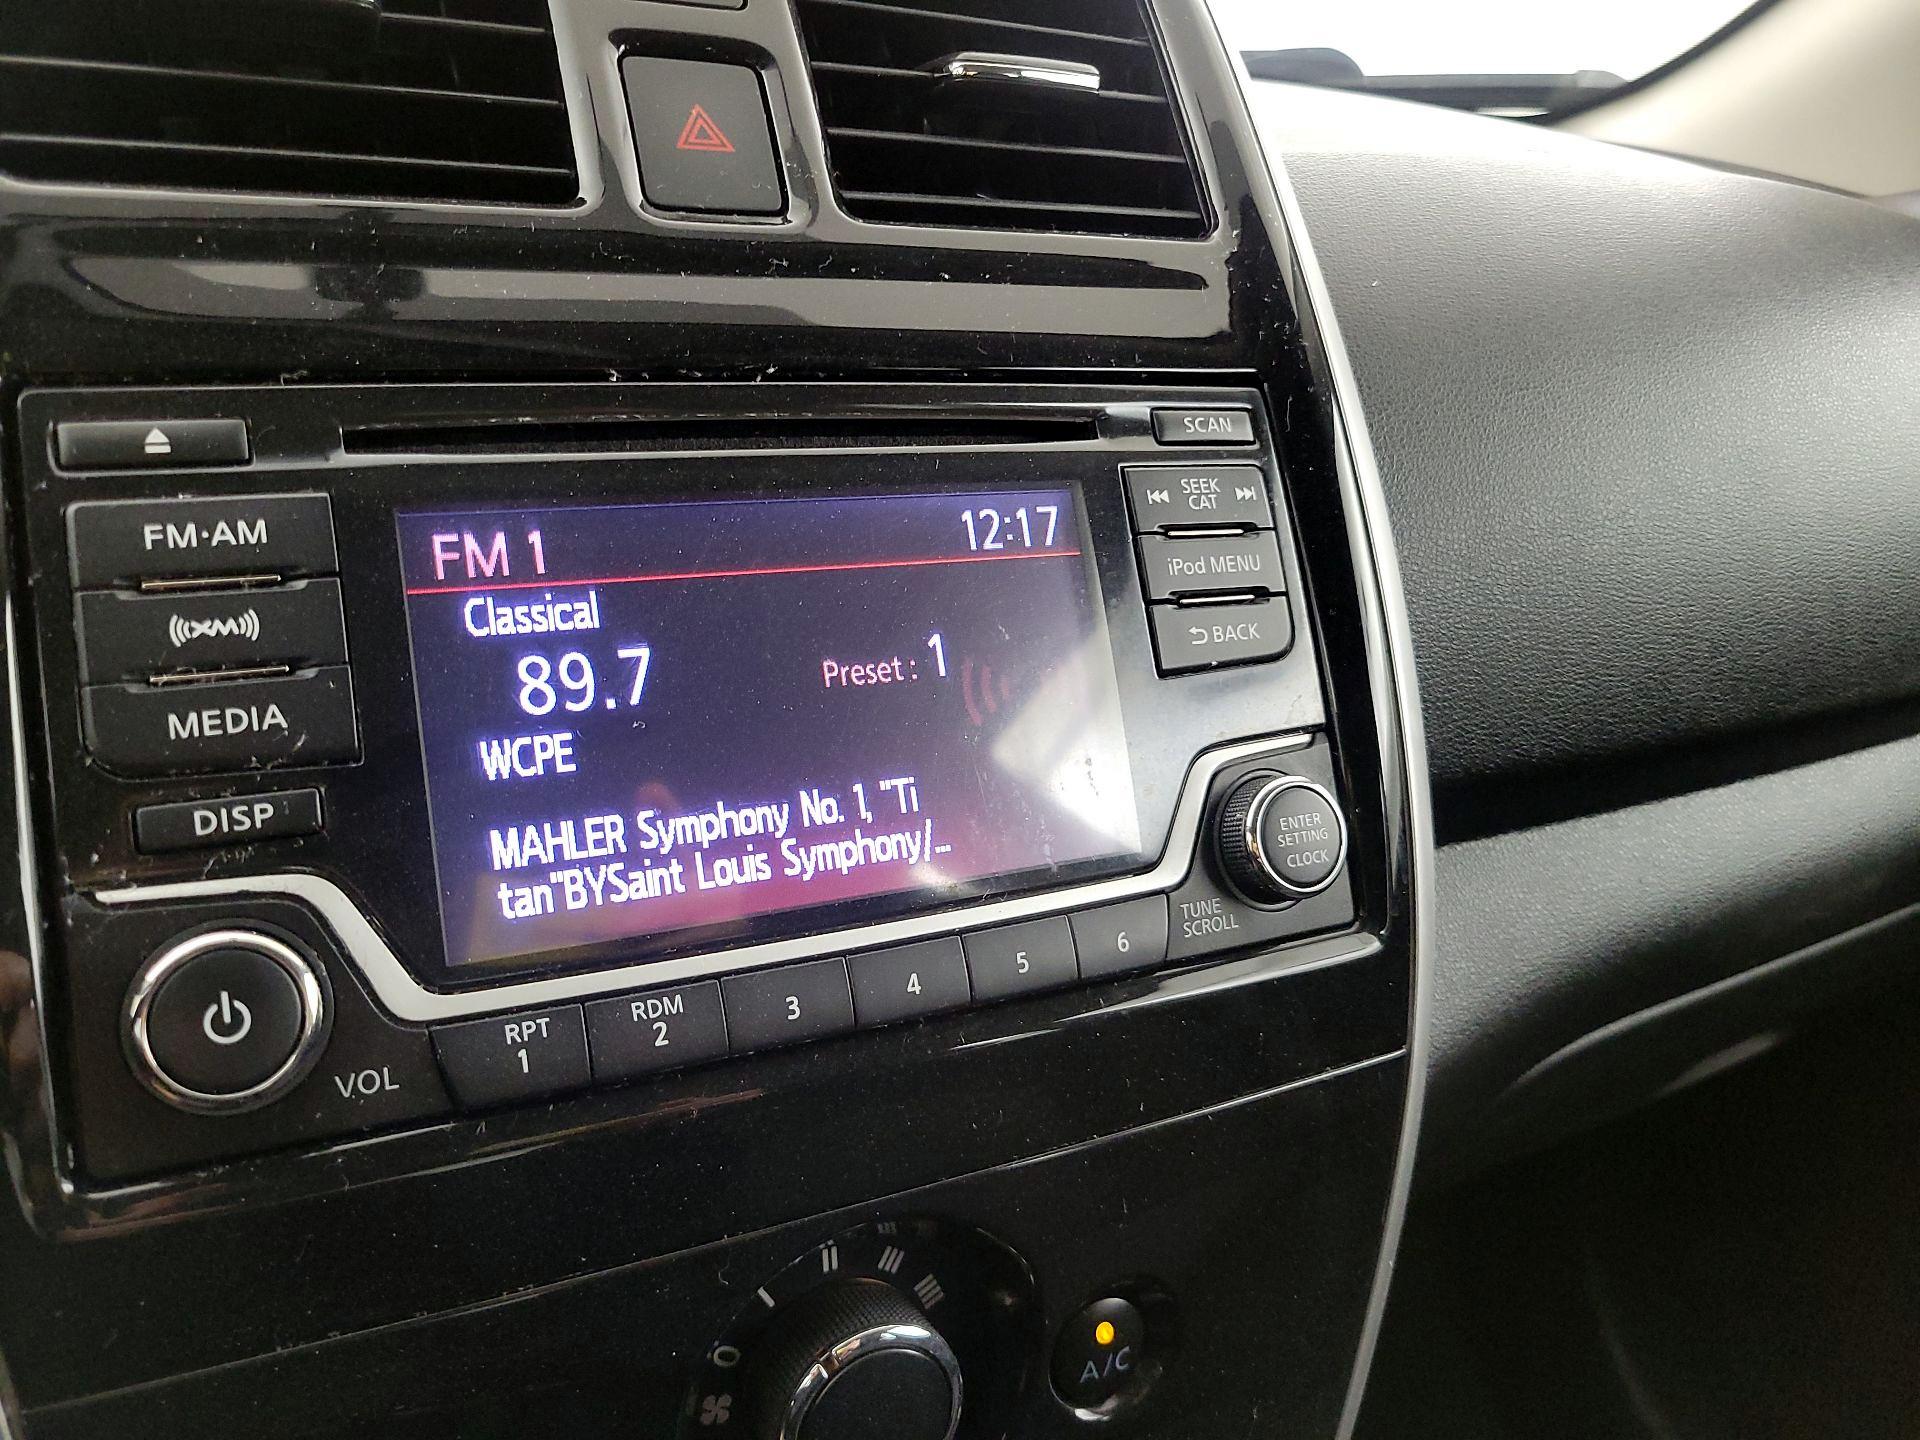 SCAN
FM·AM
SEEK
CAT
iPod MENU
BACK
XM
MEDIA
DISP
FM 1 12:17
Classical
89.7 Preset : 1
WCPE
MAHLER Symphony No. 1, "Ti
tan"BYSaint Louis Symphony/...
ENTER
SETTING
CLOCK
TUNE
SCROLL
VOL
RPT
1
RDM
2
3
4
5
6
0
A/C